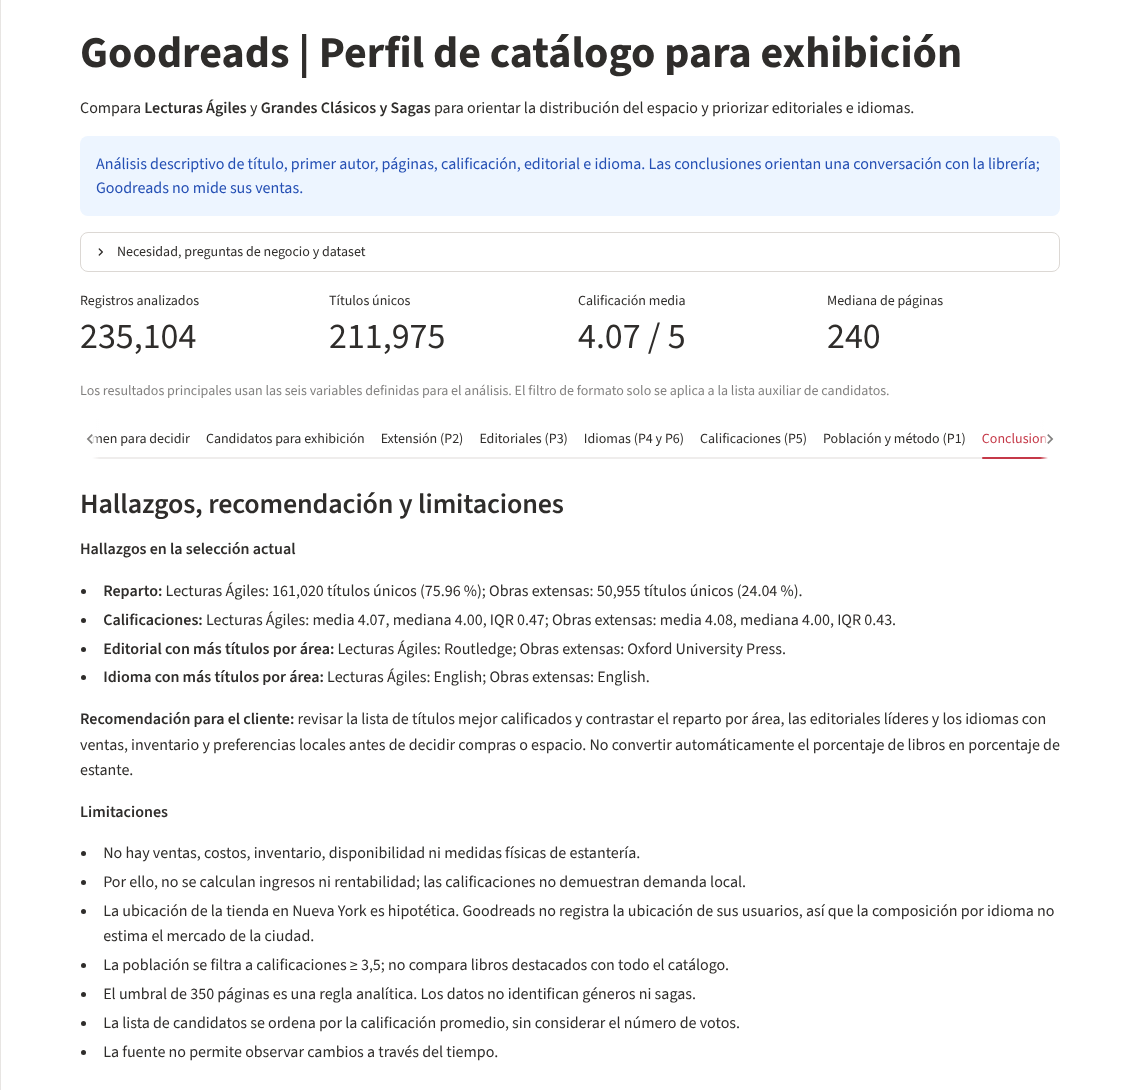 Goodreads | Perfil de catálogo para exhibición
Compara Lecturas Ágiles y Grandes Clásicos y Sagas para orientar la distribución del espacio y priorizar editoriales e idiomas.
Análisis descriptivo de título, primer autor, páginas, calificación, editorial e idioma. Las conclusiones orientan una conversación con la librería;
Goodreads no mide sus ventas.
Necesidad, preguntas de negocio y dataset
Registros analizados
235,104
Títulos únicos
211,975
Calificación media
4.07 / 5
Mediana de páginas
240
Los resultados principales usan las seis variables definidas para el análisis. El filtro de formato solo se aplica a la lista auxiliar de candidatos.
men para decidir Candidatos para exhibición Extensión (P2) Editoriales (P3) Idiomas (P4 y P6) Calificaciones (P5) Población y método (P1) Conclusion
Hallazgos, recomendación y limitaciones
Hallazgos en la selección actual
• Reparto: Lecturas Ágiles: 161,020 títulos únicos (75.96 %); Obras extensas: 50,955 títulos únicos (24.04 %).
• Calificaciones: Lecturas Ágiles: media 4.07, mediana 4.00, IQR 0.47; Obras extensas: media 4.08, mediana 4.00, IQR 0.43.
• Editorial con más títulos por área: Lecturas Ágiles: Routledge; Obras extensas: Oxford University Press.
• Idioma con más títulos por área: Lecturas Ágiles: English; Obras extensas: English.
Recomendación para el cliente: revisar la lista de títulos mejor calificados y contrastar el reparto por área, las editoriales líderes y los idiomas con
ventas, inventario y preferencias locales antes de decidir compras o espacio. No convertir automáticamente el porcentaje de libros en porcentaje de
estante.
Limitaciones
• No hay ventas, costos, inventario, disponibilidad ni medidas físicas de estantería.
• Por ello, no se calculan ingresos ni rentabilidad; las calificaciones no demuestran demanda local.
• La ubicación de la tienda en Nueva York es hipotética. Goodreads no registra la ubicación de sus usuarios, así que la composición por idioma no
estima el mercado de la ciudad.
• La población se filtra a calificaciones ≥ 3,5; no compara libros destacados con todo el catálogo.
• El umbral de 350 páginas es una regla analítica. Los datos no identifican géneros ni sagas.
• La lista de candidatos se ordena por la calificación promedio, sin considerar el número de votos.
• La fuente no permite observar cambios a través del tiempo.